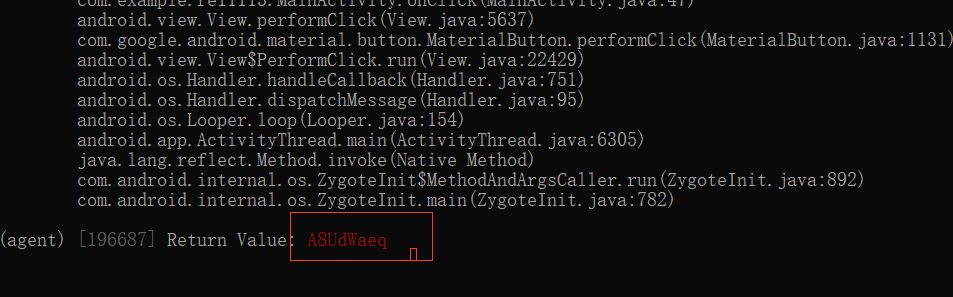 com.example.re11113.MainActivity.onClick(MainActivity.java:47)
android.view.View.performClick(View.java:5637)
com.google.android.material.button.MaterialButton.performClick(MaterialButton.java:1131)
android.view.View$PerformClick.run(View.java:22429)
android.os.Handler.handleCallback(Handler.java:751)
android.os.Handler.dispatchMessage(Handler.java:95)
android.os.Looper.loop(Looper.java:154)
android.app.ActivityThread.main(ActivityThread.java:6305)
java.lang.reflect.Method.invoke(Native Method)
com.android.internal.os.ZygoteInit$MethodAndArgsCaller.run(ZygoteInit.java:892)
com.android.internal.os.ZygoteInit.main(ZygoteInit.java:782)
(agent) [196687] Return Value: A8UdWaeq